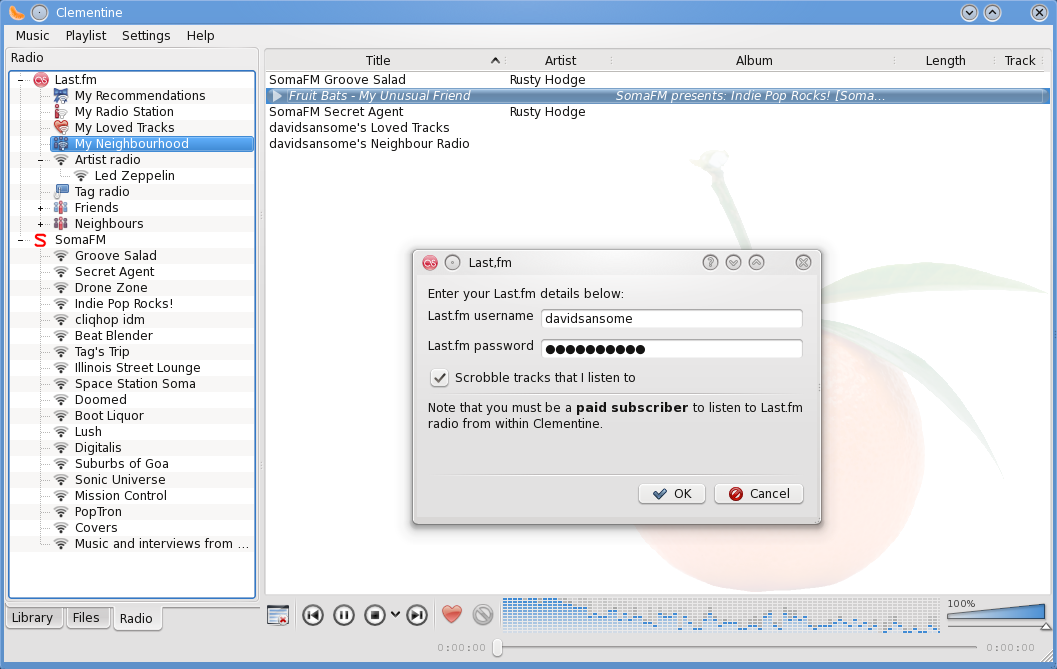 Clementine
Music Playlist Settings Help
Radio
Last.fm
My Recommendations
My Radio Station
My Loved Tracks
My Neighbourhood
Artist radio
Led Zeppelin
Tag radio
Friends
Neighbours
SomaFM
Groove Salad
Secret Agent
Drone Zone
Indie Pop Rocks!
cliqhop idm
Beat Blender
Tag's Trip
Illinois Street Lounge
Space Station Soma
Doomed
Boot Liquor
Lush
Digitalis
Suburbs of Goa
Sonic Universe
Mission Control
PopTron
Covers
Music and interviews from ...
Library Files Radio
Title Artist Album Length Track
SomaFM Groove Salad Rusty Hodge
Fruit Bats - My Unusual Friend SomaFM presents: Indie Pop Rocks! [Soma...
SomaFM Secret Agent Rusty Hodge
davidsansome's Loved Tracks
davidsansome's Neighbour Radio
Last,fm
Enter your Last.fm details below:
Last.fm username davidsansome
Last.fm password ●●●●●●●●●●
Scrobble tracks that I listen to
Note that you must be a paid subscriber to listen to Last.fm
radio from within Clementine.
OK Cancel
100%
0:00:00 0:00:00